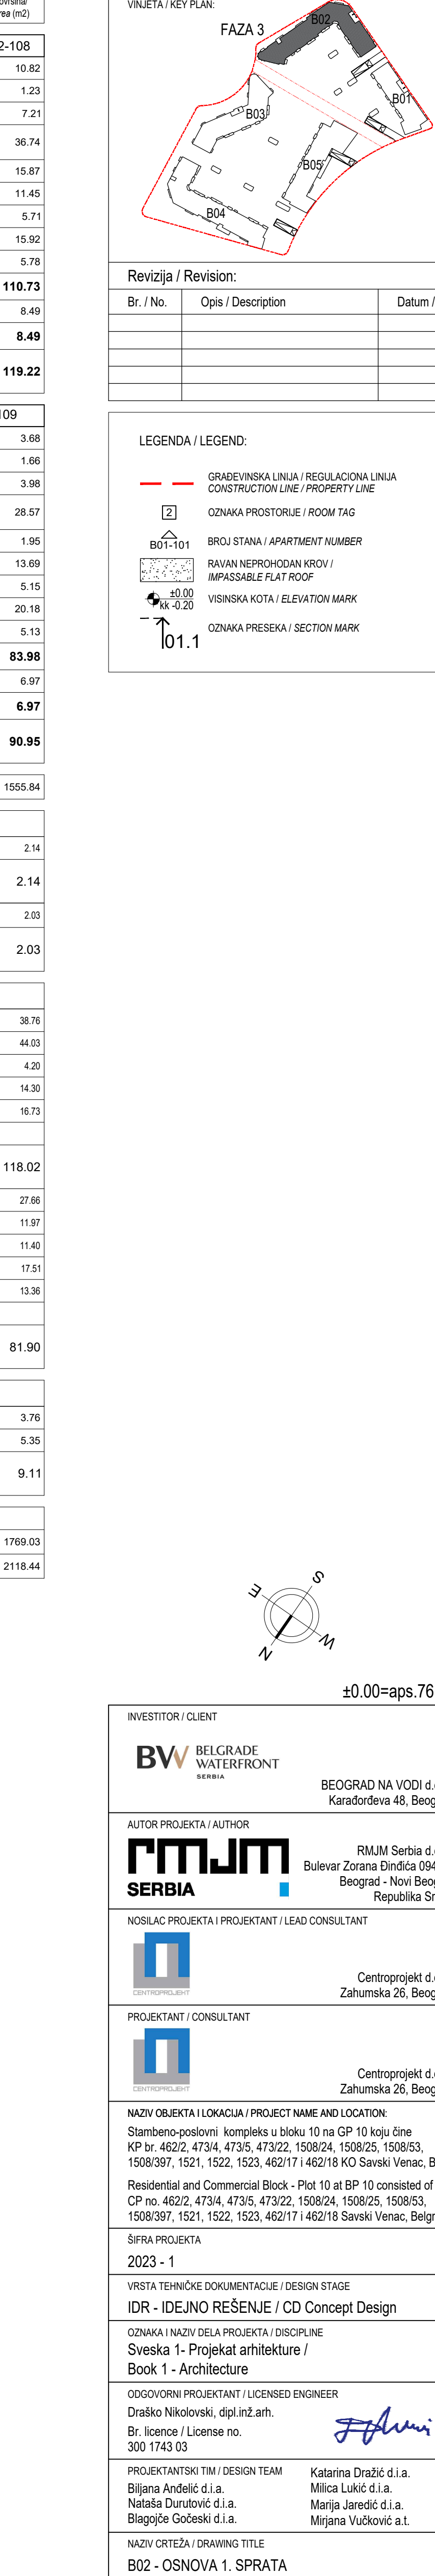 ovršina/
rea (m2)
2-108
10.82
1.23
7.21
36.74
15.87
11.45
5.71
15.92
5.78
110.73
8.49
8.49
119.22
109
3.68
1.66
3.98
28.57
1.95
13.69
5.15
20.18
5.13
83.98
6.97
6.97
90.95
1555.84
2.14
2.14
2.03
2.03
38.76
44.03
4.20
14.30
16.73
118.02
27.66
11.97
11.40
17.51
13.36
81.90
3.76
5.35
9.11
1769.03
2118.44
VINJETA / KEY PLAN:
FAZA 3
B02
B01
B03
B05
B04
Revizija / Revision:
Br. / No. Opis / Description Datum /
LEGENDA / LEGEND:
GRAĐEVINSKA LINIJA / REGULACIONA LINIJA
CONSTRUCTION LINE / PROPERTY LINE
2 OZNAKA PROSTORIJE / ROOM TAG
B01-101 BROJ STANA / APARTMENT NUMBER
RAVAN NEPROHODAN KROV /
IMPASSABLE FLAT ROOF
±0.00
kk -0.20 VISINSKA KOTA / ELEVATION MARK
01.1 OZNAKA PRESEKA / SECTION MARK
S
E
W
N
±0.00=aps.76
INVESTITOR / CLIENT
BW BELGRADE
WATERFRONT
SERBIA
BEOGRAD NA VODI d.
Karađorđeva 48, Beog
AUTOR PROJEKTA / AUTHOR
rmjm
SERBIA
RMJM Serbia d.
Bulevar Zorana Đinđića 094
Beograd - Novi Beog
Republika Sr
NOSILAC PROJEKTA I PROJEKTANT / LEAD CONSULTANT
CENTROPROJEKT
Centroprojekt d.
Zahumska 26, Beog
PROJEKTANT / CONSULTANT
CENTROPROJEKT
Centroprojekt d.
Zahumska 26, Beog
NAZIV OBJEKTA I LOKACIJA / PROJECT NAME AND LOCATION:
Stambeno-poslovni kompleks u bloku 10 na GP 10 koju čine
KP br. 462/2, 473/4, 473/5, 473/22, 1508/24, 1508/25, 1508/53,
1508/397, 1521, 1522, 1523, 462/17 i 462/18 KO Savski Venac, B
Residential and Commercial Block - Plot 10 at BP 10 consisted of
CP no. 462/2, 473/4, 473/5, 473/22, 1508/24, 1508/25, 1508/53,
1508/397, 1521, 1522, 1523, 462/17 i 462/18 Savski Venac, Belgr
ŠIFRA PROJEKTA
2023 - 1
VRSTA TEHNIČKE DOKUMENTACIJE / DESIGN STAGE
IDR - IDEJNO REŠENJE / CD Concept Design
OZNAKA I NAZIV DELA PROJEKTA / DISCIPLINE
Sveska 1- Projekat arhitekture /
Book 1 - Architecture
ODGOVORNI PROJEKTANT / LICENSED ENGINEER
Draško Nikolovski, dipl.inž.arh.
Br. licence / License no.
300 1743 03
PROJEKTANTSKI TIM / DESIGN TEAM
Biljana Anđelić d.i.a.
Nataša Durutović d.i.a.
Blagojče Gočeski d.i.a.
Katarina Dražić d.i.a.
Milica Lukić d.i.a.
Marija Jaredić d.i.a.
Mirjana Vučković a.t.
NAZIV CRTEŽA / DRAWING TITLE
B02 - OSNOVA 1. SPRATA